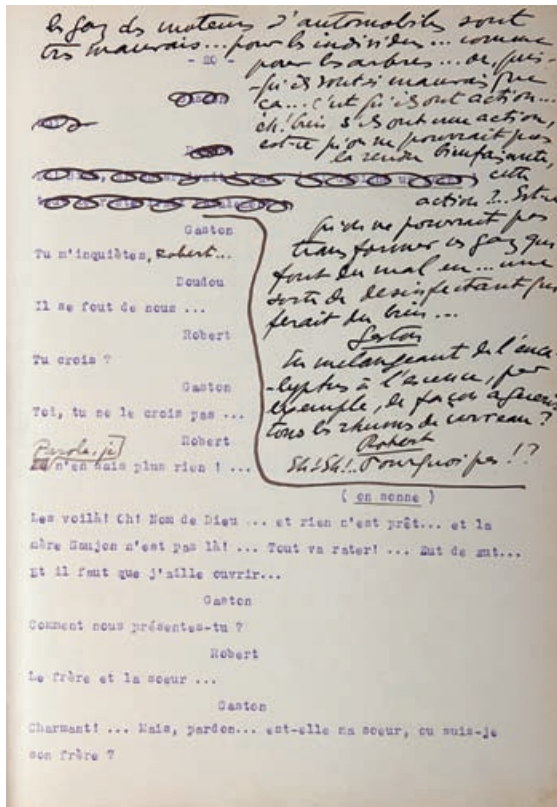 les gaz des moteurs d'automobiles sont
très mauvais... pour les individus... comme
pour les arbres... or, puis-
- 20 -
-qu'ils sont si mauvais que
ça... c'est qu'ils ont action...
eh! bien, s'ils ont une action,
est-ce qu'on ne pourrait pas
la rendre bienfaisante,
cette
action ?... Est-ce
qu'on ne pourrait pas
transformer ces gaz qui
font du mal en... une
sorte de désinfectant qui
ferait du bien...
Gaston
En mélangeant de l'euca-
-lyptus à l'essence, par
exemple, de façon à guérir
tous les rhumes de cerveau ?
Robert
Eh! Eh!.. Pourquoi pas !?
Gaston
Tu m'inquiètes, Robert...
Doudou
Il se fout de nous ...
Robert
Tu crois ?
Gaston
Toi, tu ne le crois pas ...
Robert
Parole, je
n'en sais plus rien ! ...
( on sonne )
Les voilà! Oh! Nom de Dieu ... et rien c'est prêt... et la
mère Saujon n'est pas là! ... Tout va rater! ... Zut de zut...
Et il faut que j'aille ouvrir...
Gaston
Comment nous présentes-tu ?
Robert
Le frère et la soeur ...
Gaston
Charmant! ... Mais, pardon... est-elle ma soeur, ou suis-je
son frère ?